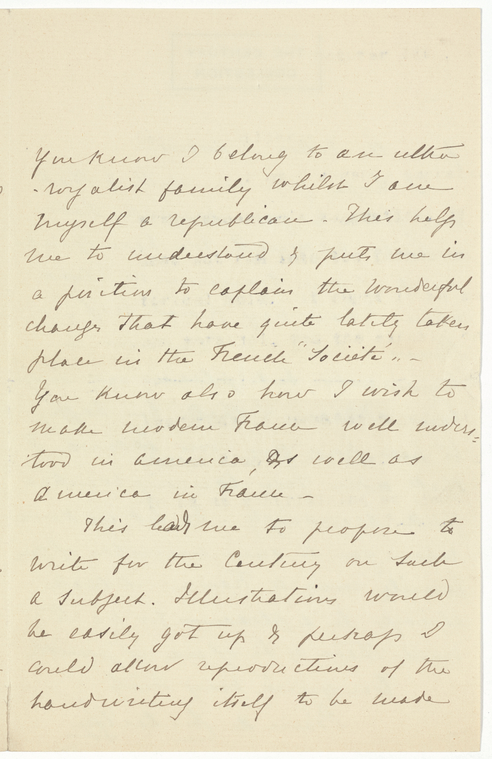 You know I belong to an ultra
-royalist family whilst I am
myself a republican. This helps
me to understand & puts me in
a position to explain the wonderful
changes that have quite lately taken
place in the French "Société". -
You know also how I wish to
make modern France well unders=
tood in america, as well as
america in France -
This leads me to propose to
write for the Century on such
a subject. Illustrations would
be easily got up & perhaps I
could allow reproductions of the
handwriting itself to be made